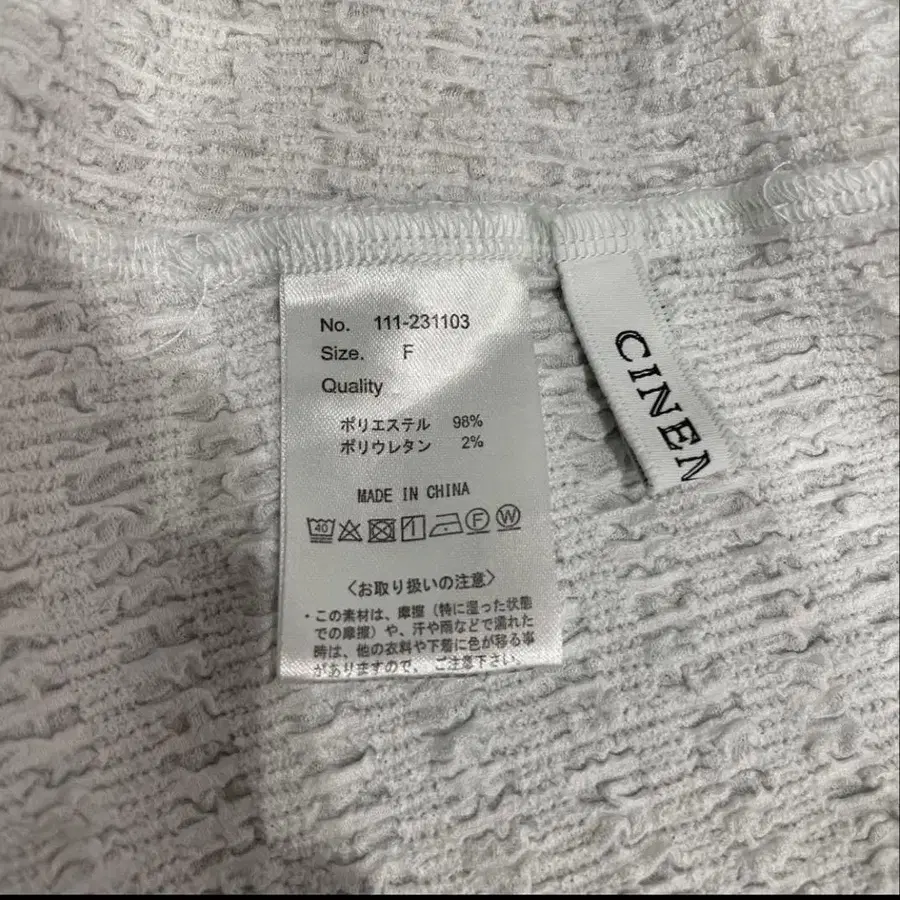 No. 111-231103
Size. F
Quality
ポリエステル 98%
ポリウレタン 2%
MADE IN CHINA
40 F W
〈お取り扱いの注意〉
・この素材は、摩擦（特に湿った状態
での摩擦）や、汗や雨などで濡れた
時は、他の衣料や下着に色が移る事
がありますので、ご注意下さい。
CINEN